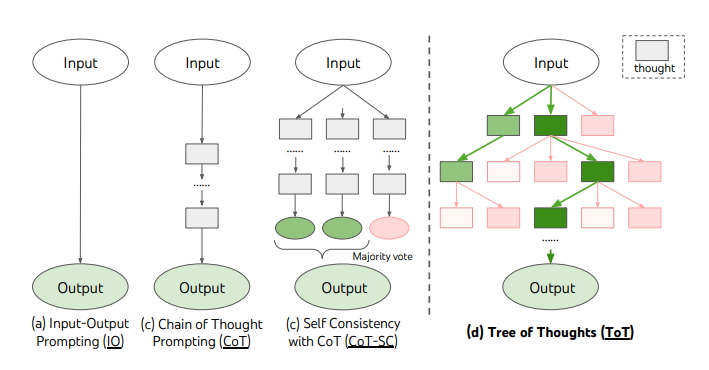 Input
Input
Input
Input
thought
......
......
......
......
......
Majority vote
Output
Output
Output
Output
(a) Input-Output
Prompting (IO)
(c) Chain of Thought
Prompting (CoT)
(c) Self Consistency
with CoT (CoT-SC)
(d) Tree of Thoughts (ToT)